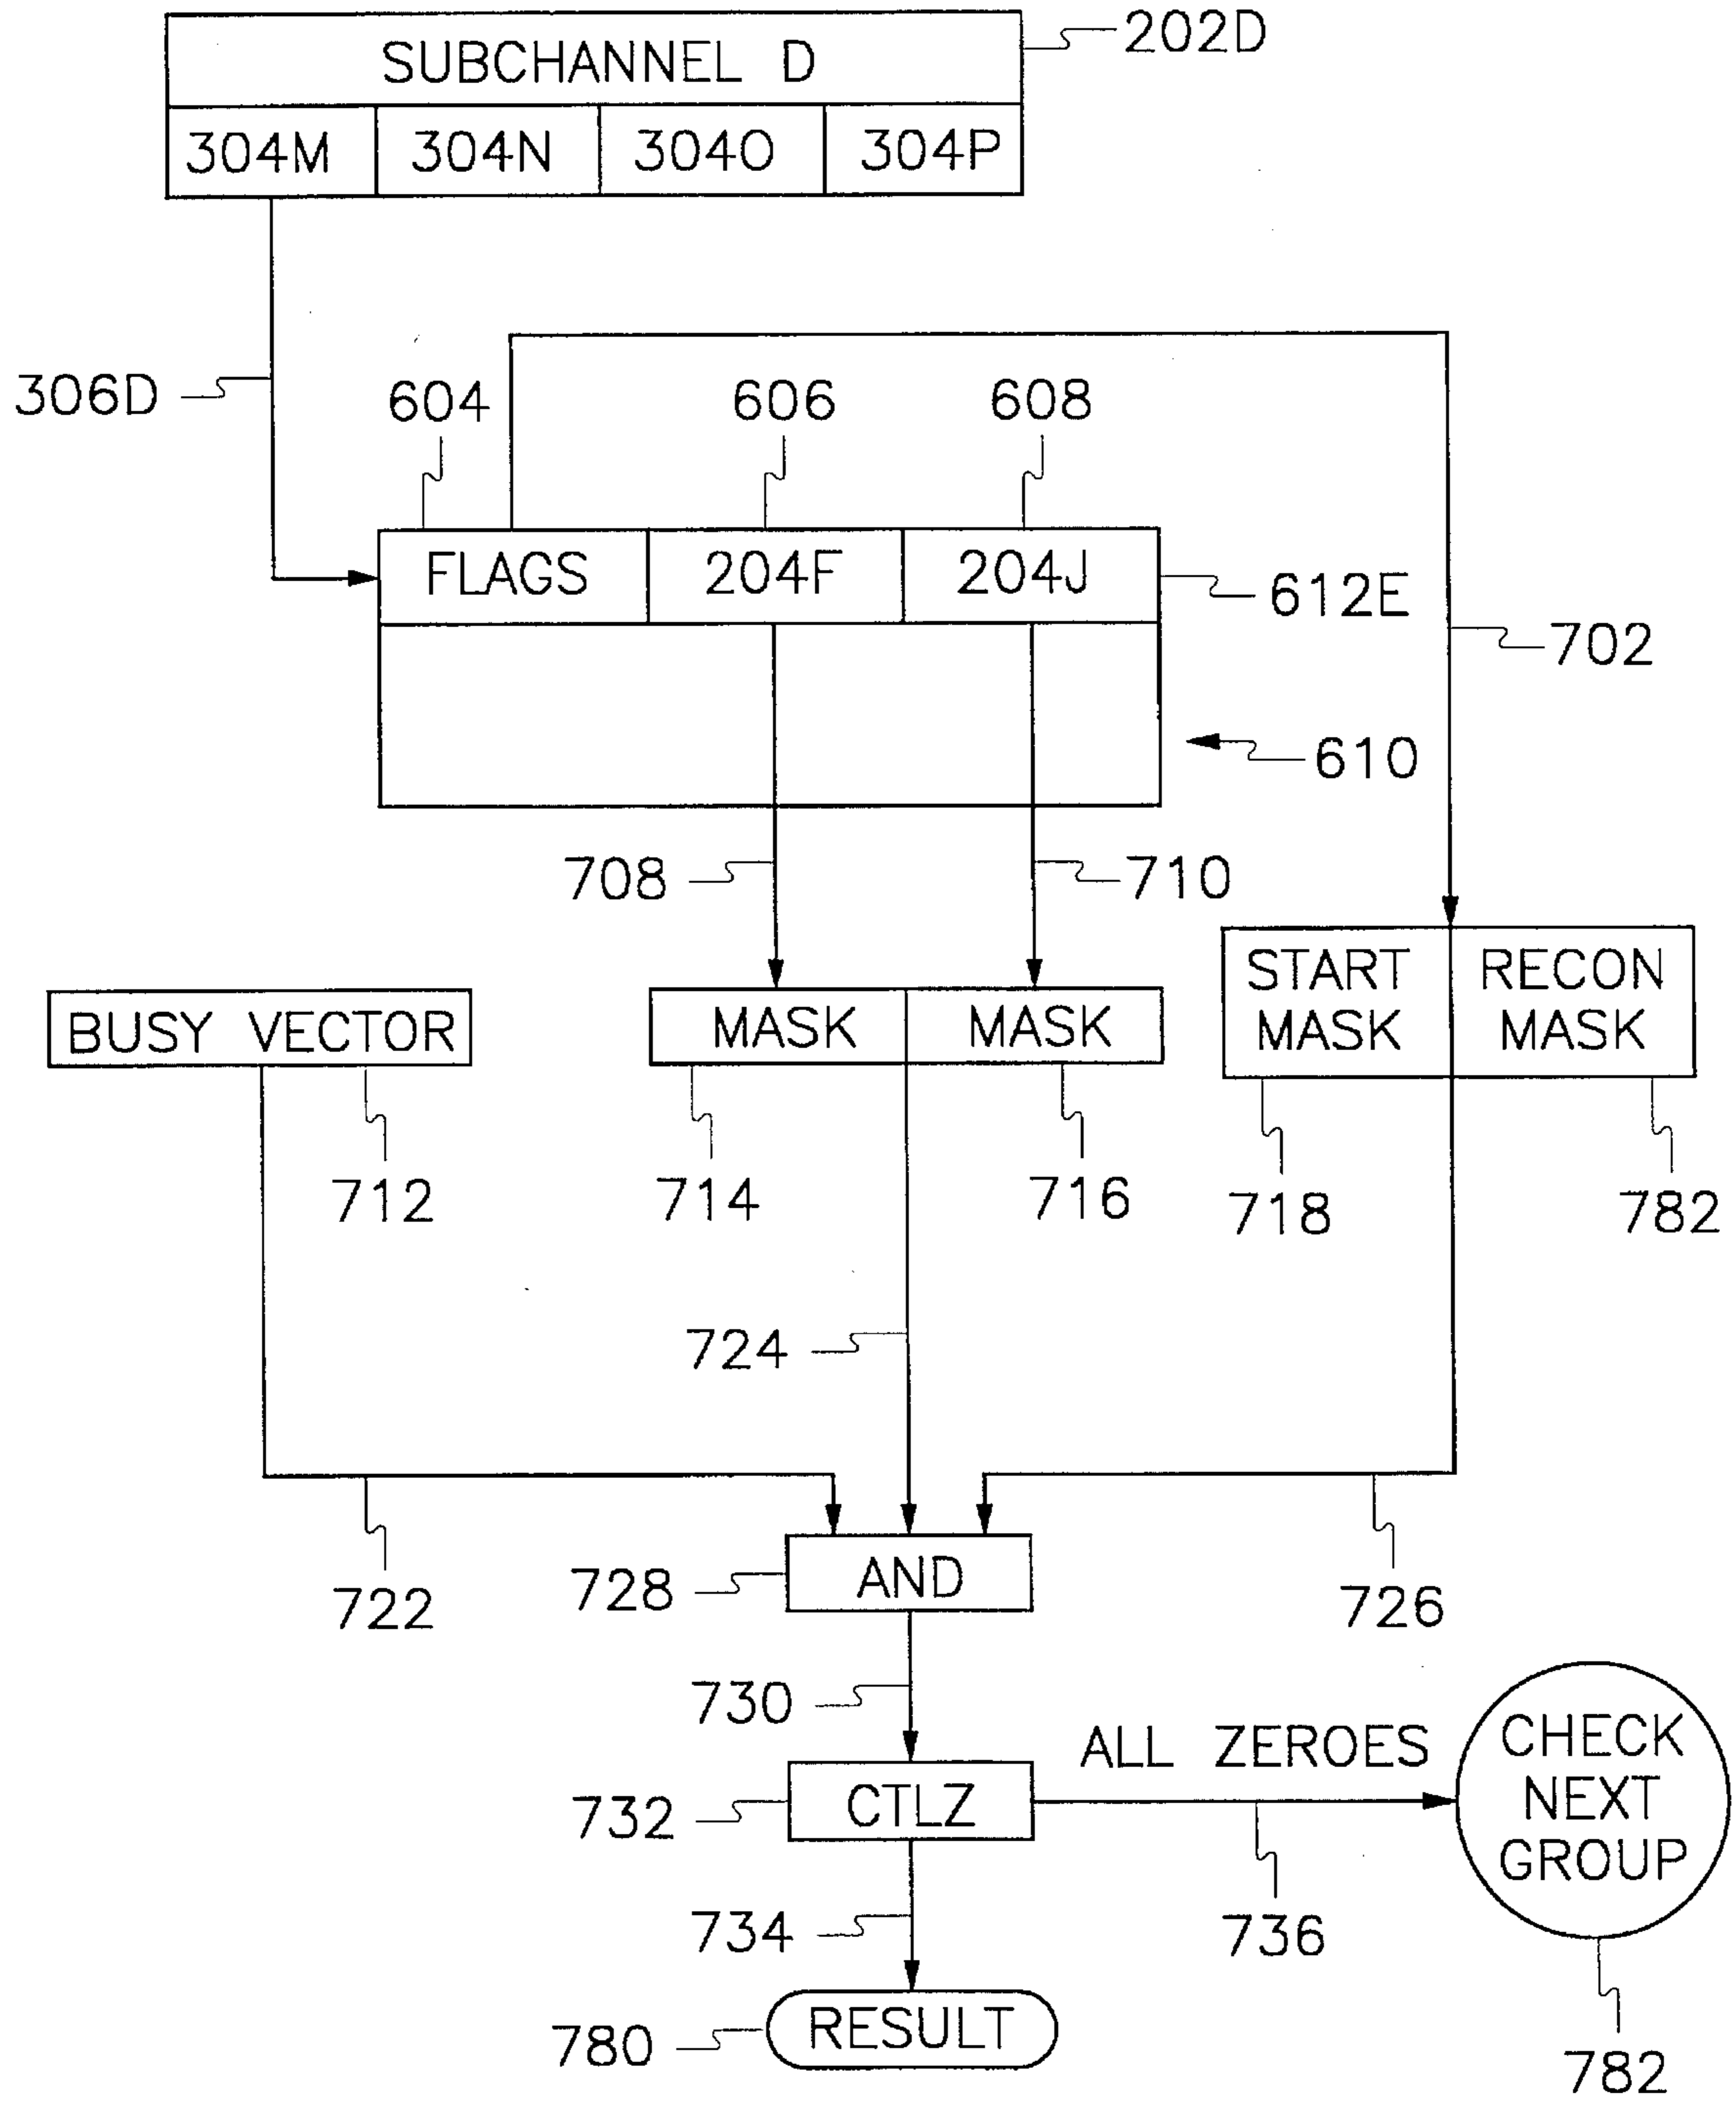 202D
SUBCHANNEL D
304M 304N 304O 304P
306D
604 606 608
FLAGS 204F 204J
612E
702
610
708 710
START MASK
RECON MASK
MASK MASK
BUSY VECTOR
712
714
716
718
782
724
728
AND
722
726
730
ALL ZEROES
CHECK
NEXT
GROUP
732
CTLZ
734
736
780
RESULT
782